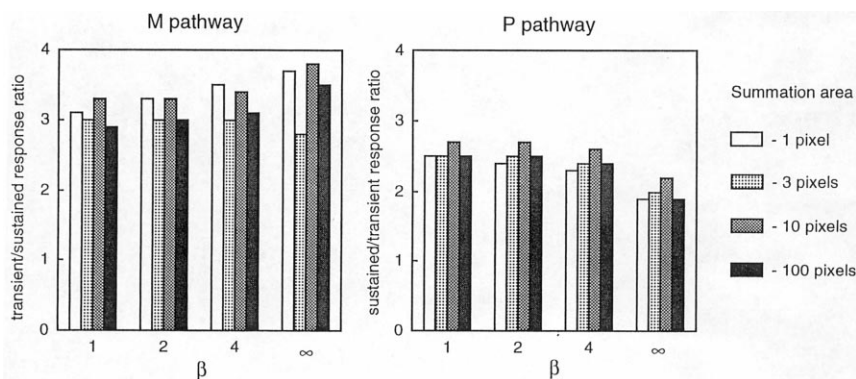 M pathway
transient/sustained response ratio
4
3
2
1
0
1 2 4 ∞
β
P pathway
sustained/transient response ratio
4
3
2
1
0
1 2 4 ∞
β
Summation area
- 1 pixel
- 3 pixels
- 10 pixels
- 100 pixels